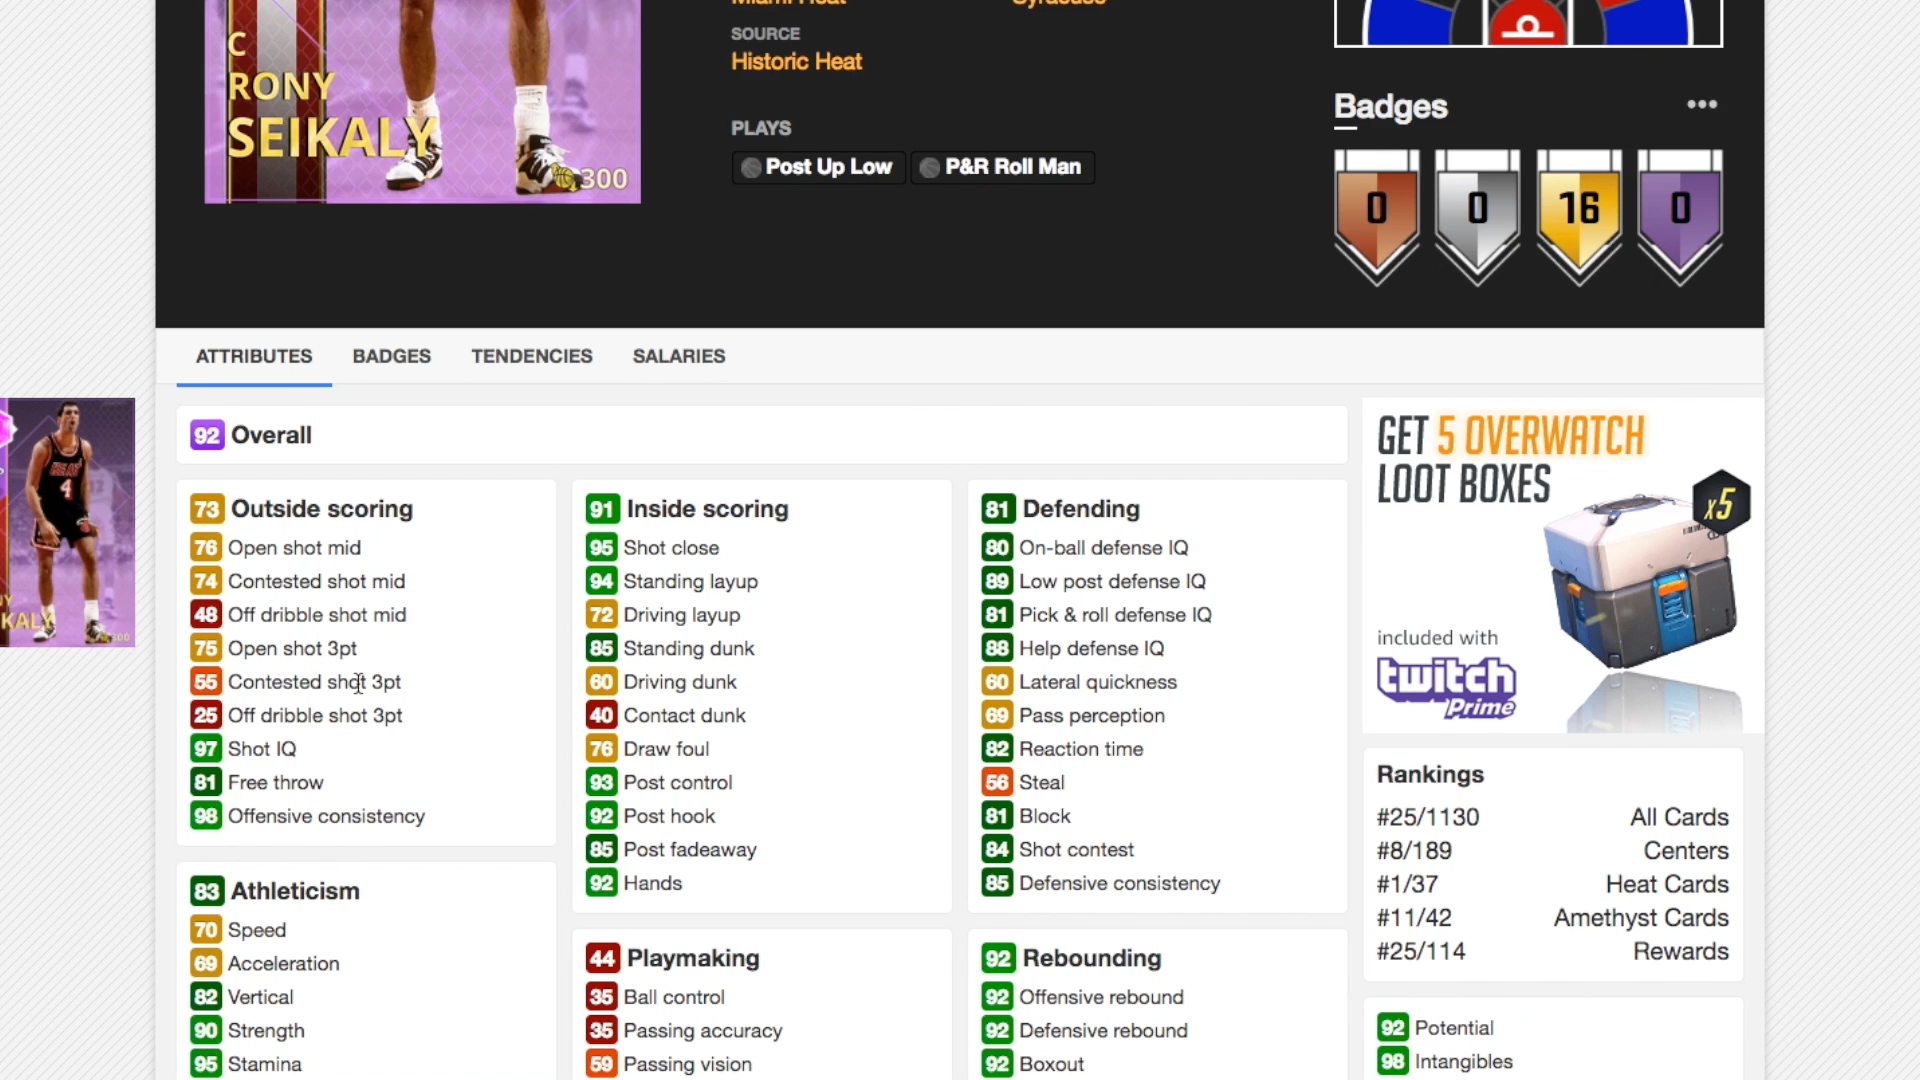 Miami Heat
Syracuse
SOURCE
Historic Heat
PLAYS
Post Up Low
P&R Roll Man
C
RONY
SEIKALY
300
Badges
0
0
16
0
ATTRIBUTES
BADGES
TENDENCIES
SALARIES
92 Overall
73 Outside scoring
76 Open shot mid
74 Contested shot mid
48 Off dribble shot mid
75 Open shot 3pt
55 Contested shot 3pt
25 Off dribble shot 3pt
97 Shot IQ
81 Free throw
98 Offensive consistency
83 Athleticism
70 Speed
69 Acceleration
82 Vertical
90 Strength
95 Stamina
91 Inside scoring
95 Shot close
94 Standing layup
72 Driving layup
85 Standing dunk
60 Driving dunk
40 Contact dunk
76 Draw foul
93 Post control
92 Post hook
85 Post fadeaway
92 Hands
44 Playmaking
35 Ball control
35 Passing accuracy
59 Passing vision
81 Defending
80 On-ball defense IQ
89 Low post defense IQ
81 Pick & roll defense IQ
88 Help defense IQ
60 Lateral quickness
69 Pass perception
82 Reaction time
56 Steal
81 Block
84 Shot contest
85 Defensive consistency
92 Rebounding
92 Offensive rebound
92 Defensive rebound
92 Boxout
HEAT
4
KALY
300
GET 5 OVERWATCH
LOOT BOXES
x5
included with
twitch
Prime
Rankings
#25/1130 All Cards
#8/189 Centers
#1/37 Heat Cards
#11/42 Amethyst Cards
#25/114 Rewards
92 Potential
98 Intangibles